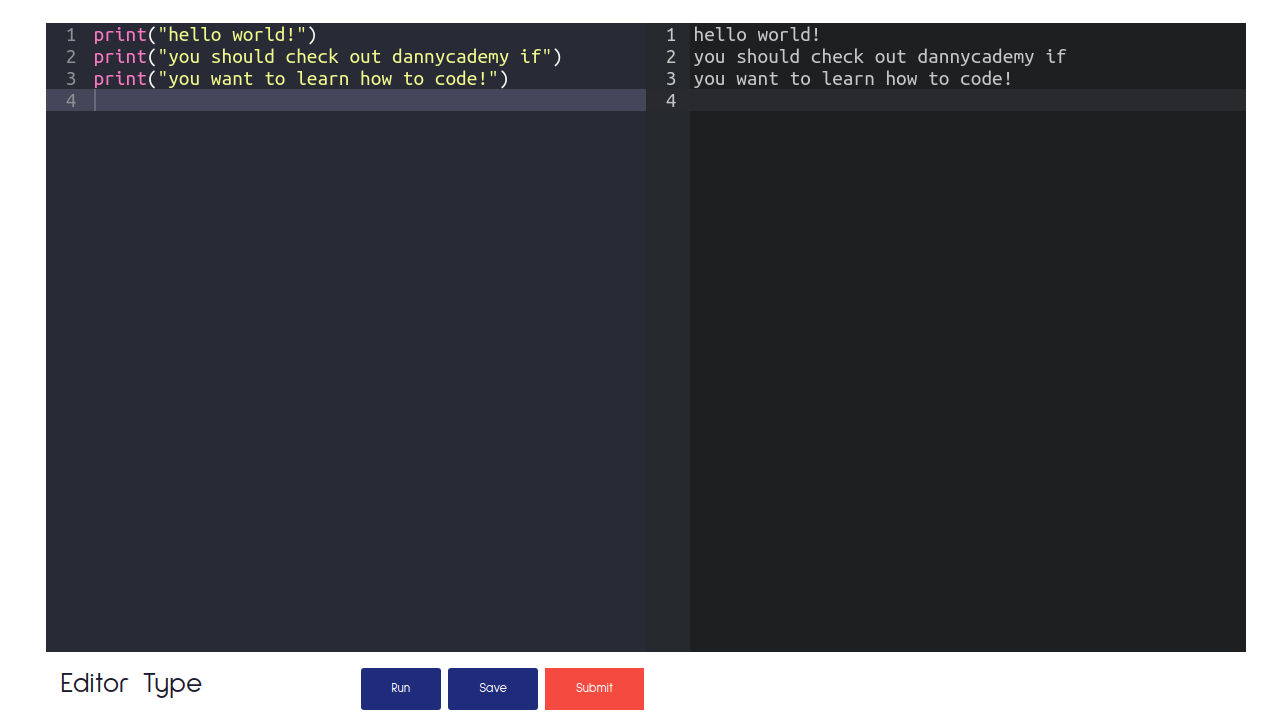 1 print("hello world!")
2 print("you should check out dannycademy if")
3 print("you want to learn how to code!")
4
1 hello world!
2 you should check out dannycademy if
3 you want to learn how to code!
4
Editor Type
Run
Save
Submit